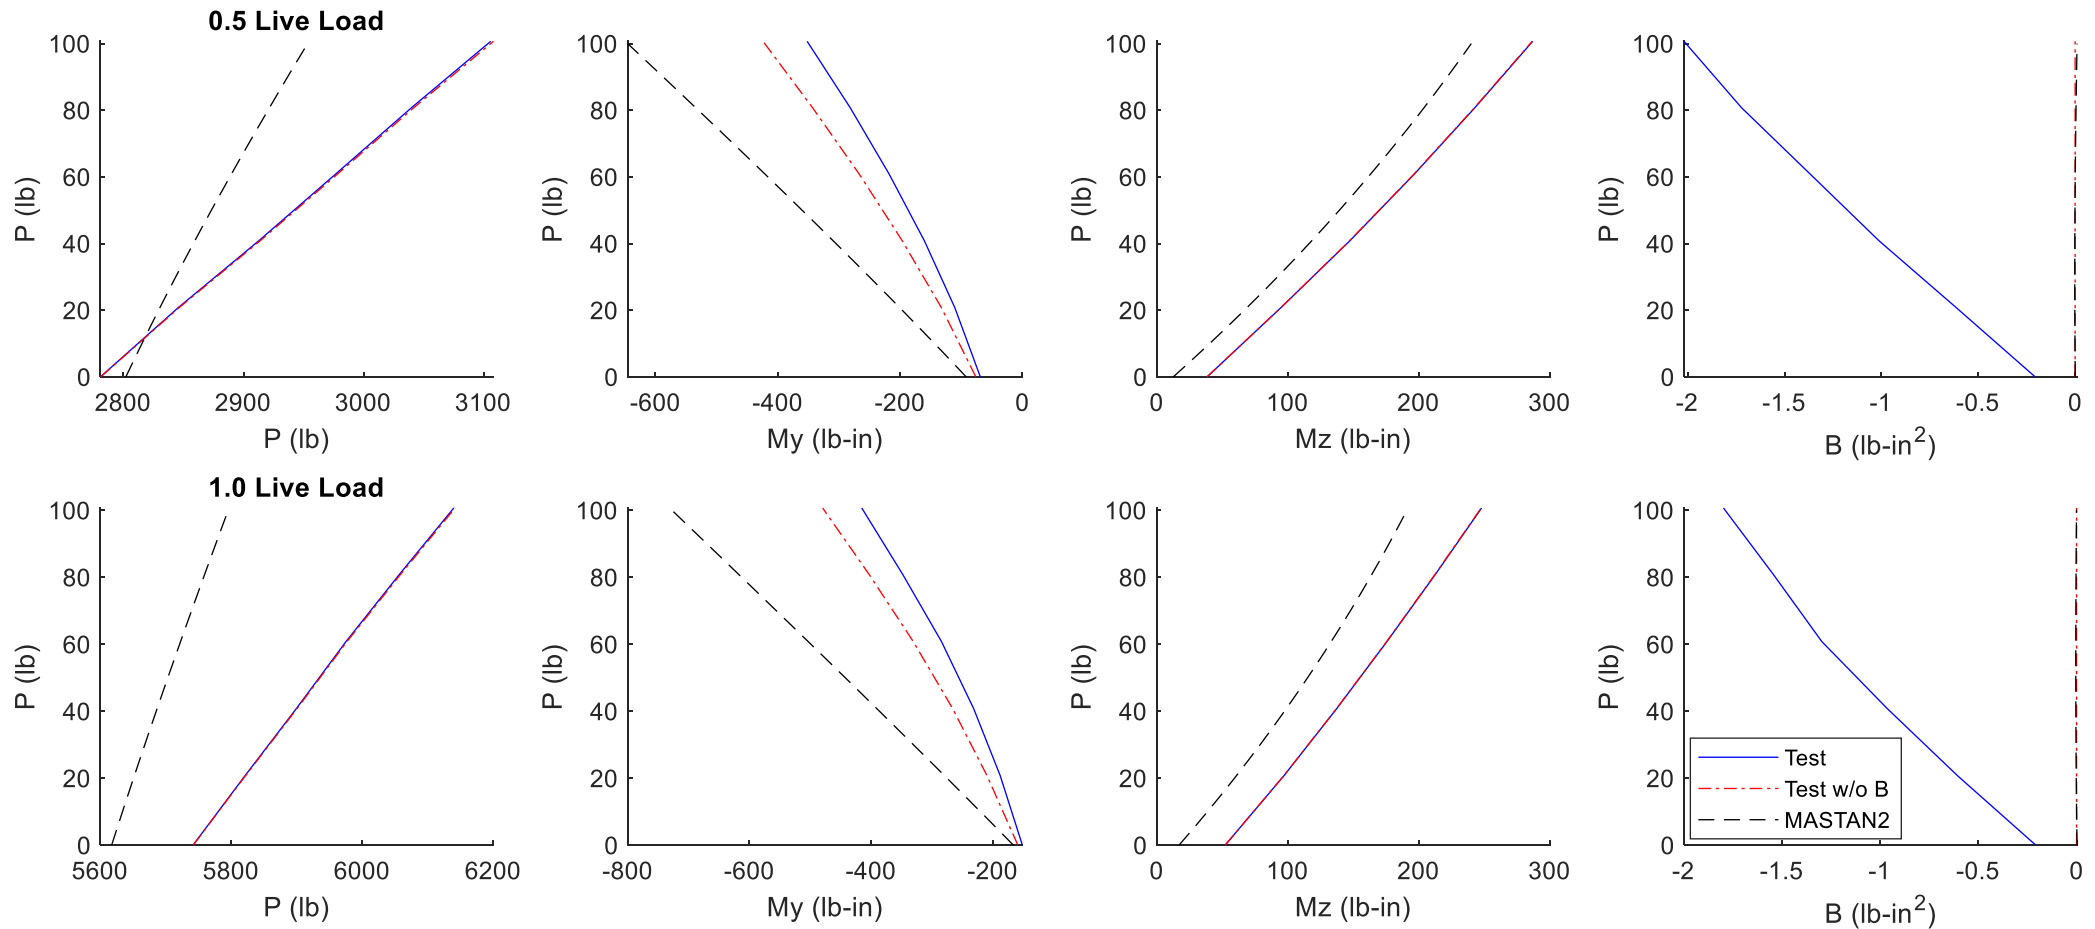 0.5 Live Load
100
80
60
40
20
0
P (lb)
2800 2900 3000 3100
P (lb)
100
80
60
40
20
0
P (lb)
-600 -400 -200 0
My (lb-in)
100
80
60
40
20
0
P (lb)
0 100 200 300
Mz (lb-in)
100
80
60
40
20
0
P (lb)
-2 -1.5 -1 -0.5 0
B (lb-in²)
1.0 Live Load
100
80
60
40
20
0
P (lb)
5600 5800 6000 6200
P (lb)
100
80
60
40
20
0
P (lb)
-800 -600 -400 -200
My (lb-in)
100
80
60
40
20
0
P (lb)
0 100 200 300
Mz (lb-in)
100
80
60
40
20
0
P (lb)
-2 -1.5 -1 -0.5 0
B (lb-in²)
Test
Test w/o B
MASTAN2